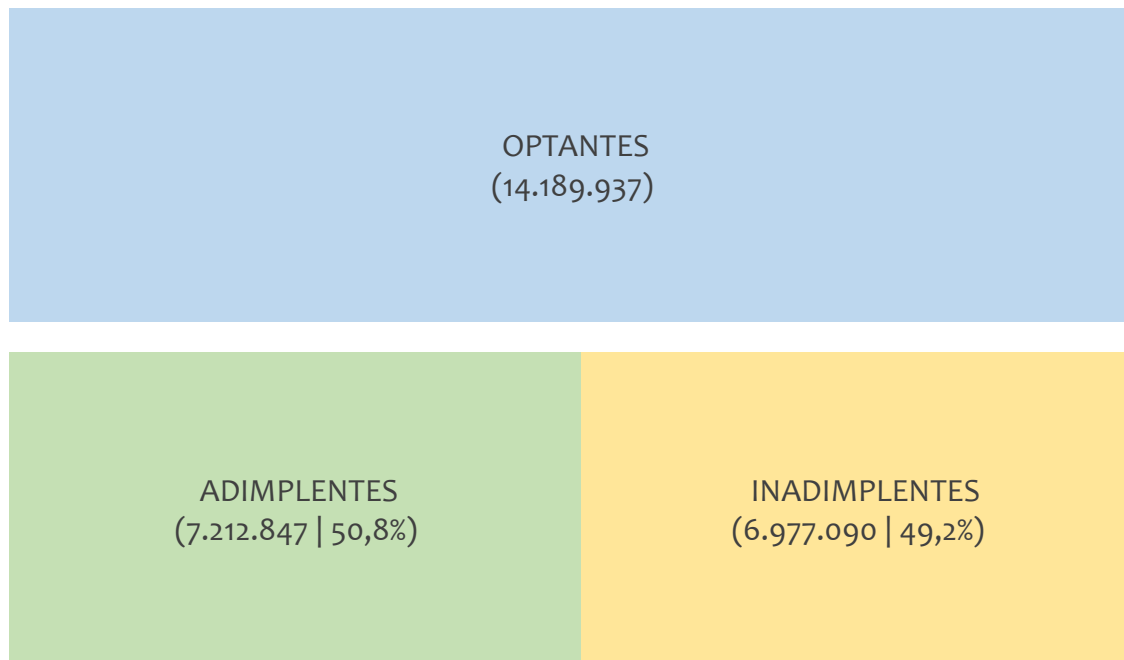 OPTANTES
(14.189.937)
ADIMPLENTES
(7.212.847 | 50,8%)
INADIMPLENTES
(6.977.090 | 49,2%)